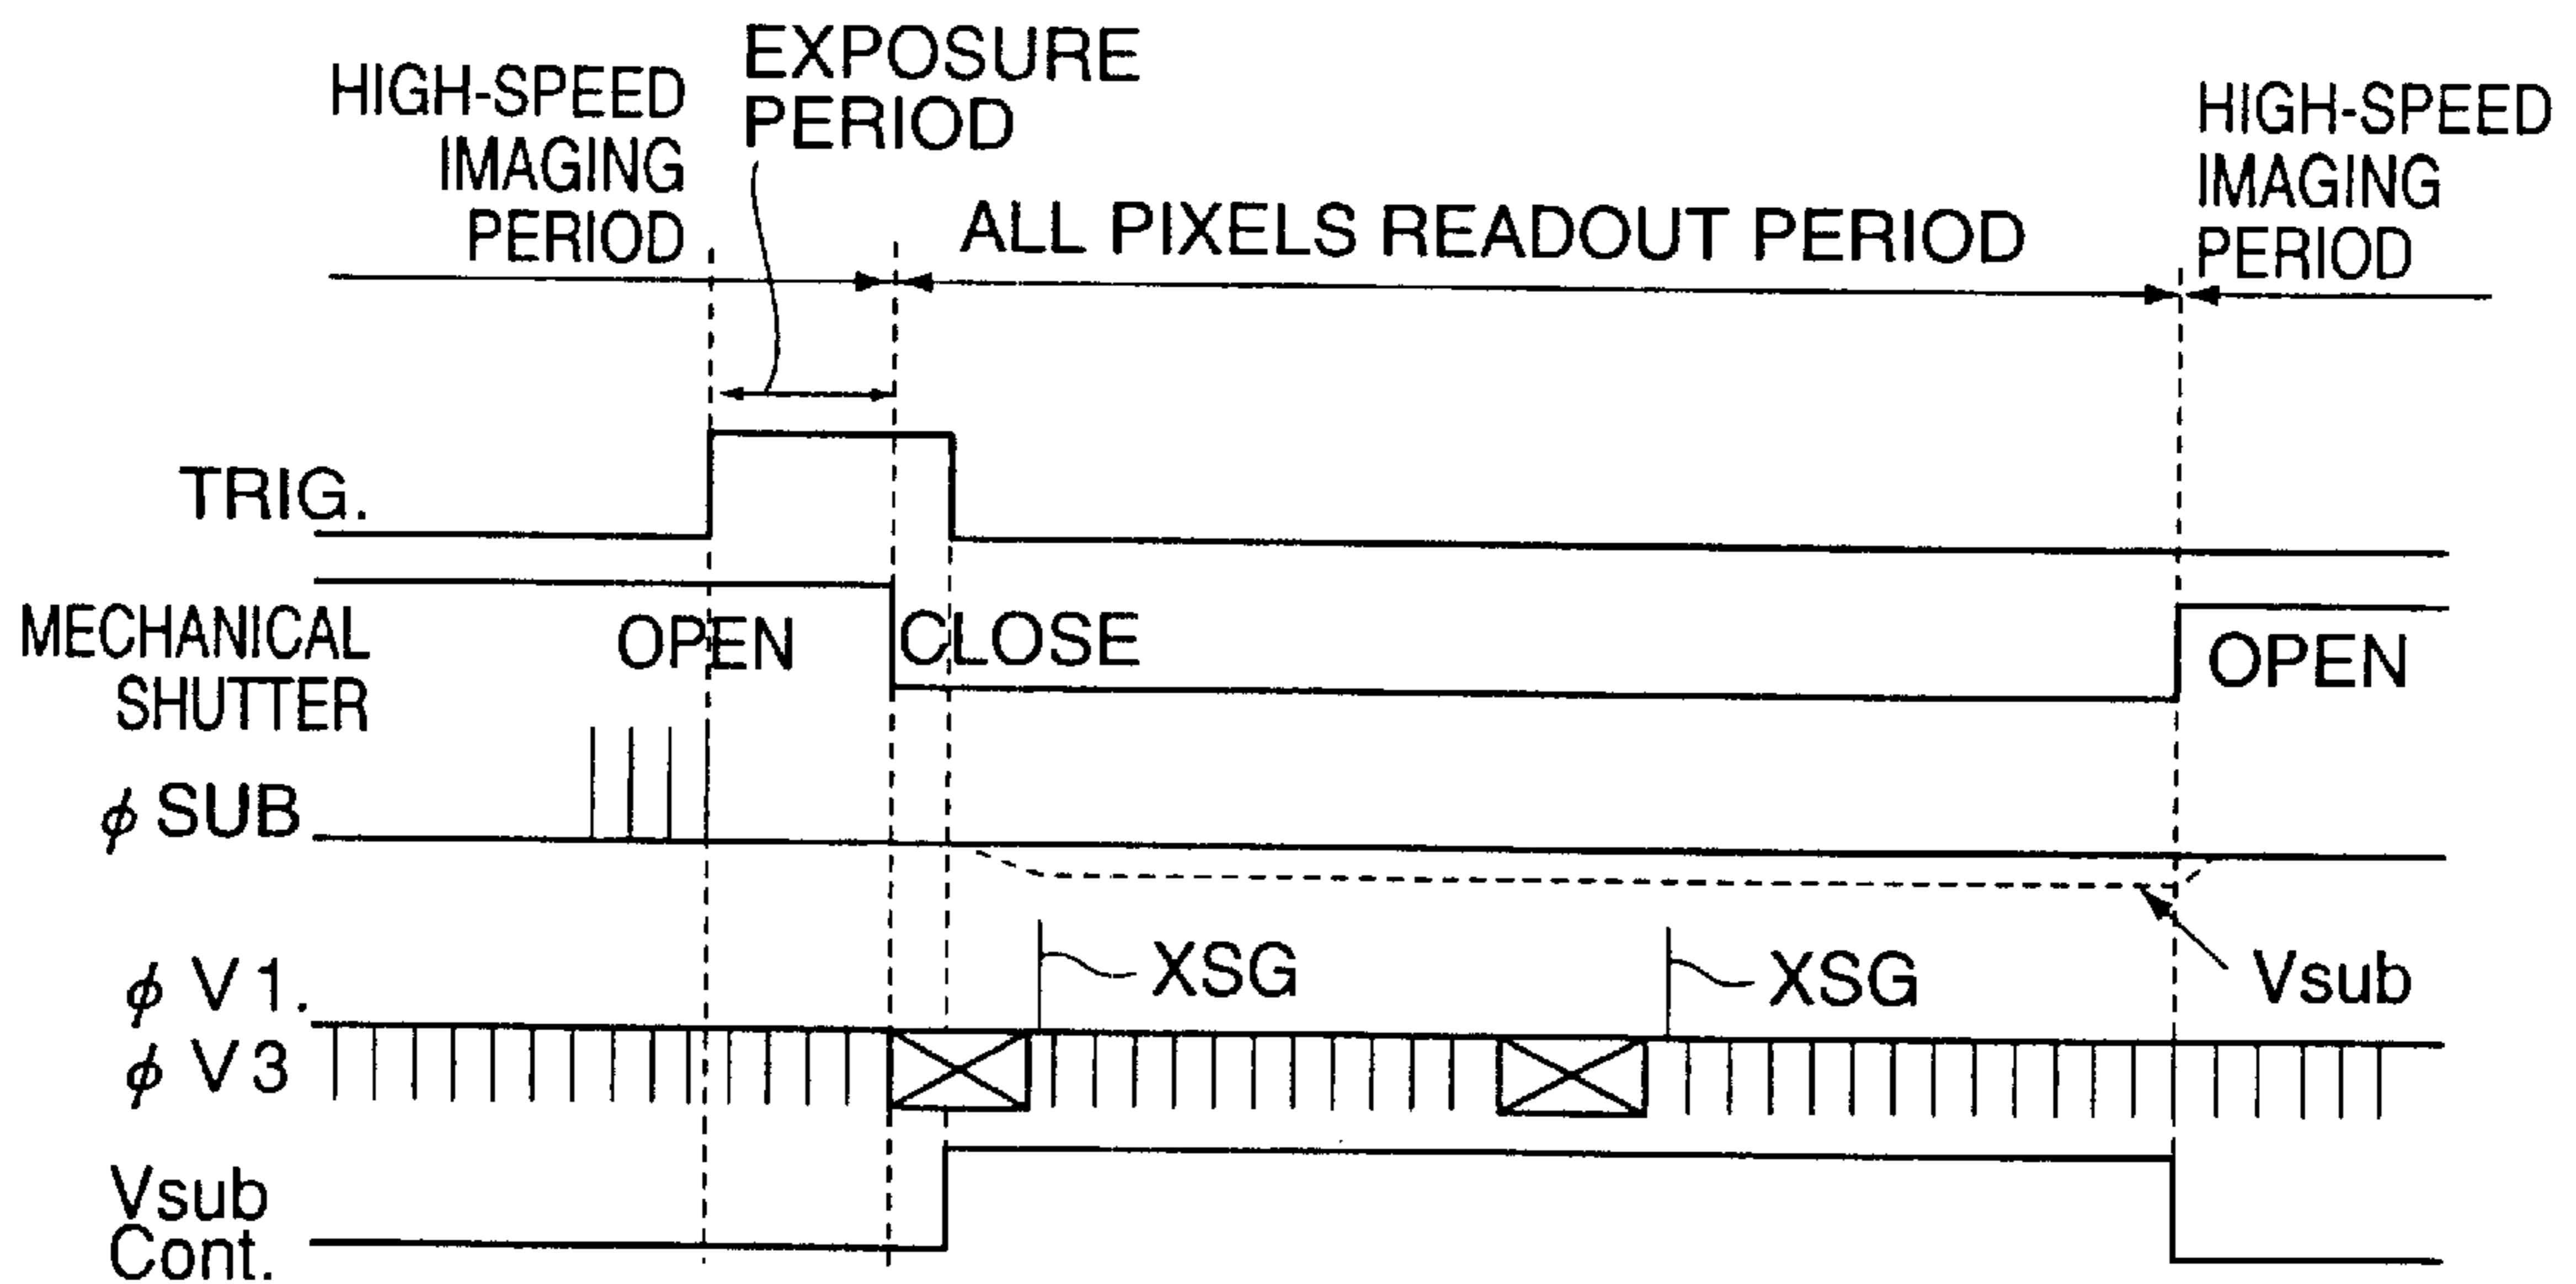 EXPOSURE
PERIOD
HIGH-SPEED
IMAGING
PERIOD
ALL PIXELS READOUT PERIOD
HIGH-SPEED
IMAGING
PERIOD
TRIG.
MECHANICAL
SHUTTER
OPEN
CLOSE
OPEN
ϕ SUB
Vsub
XSG
XSG
ϕ V1.
ϕ V3
Vsub
Cont.